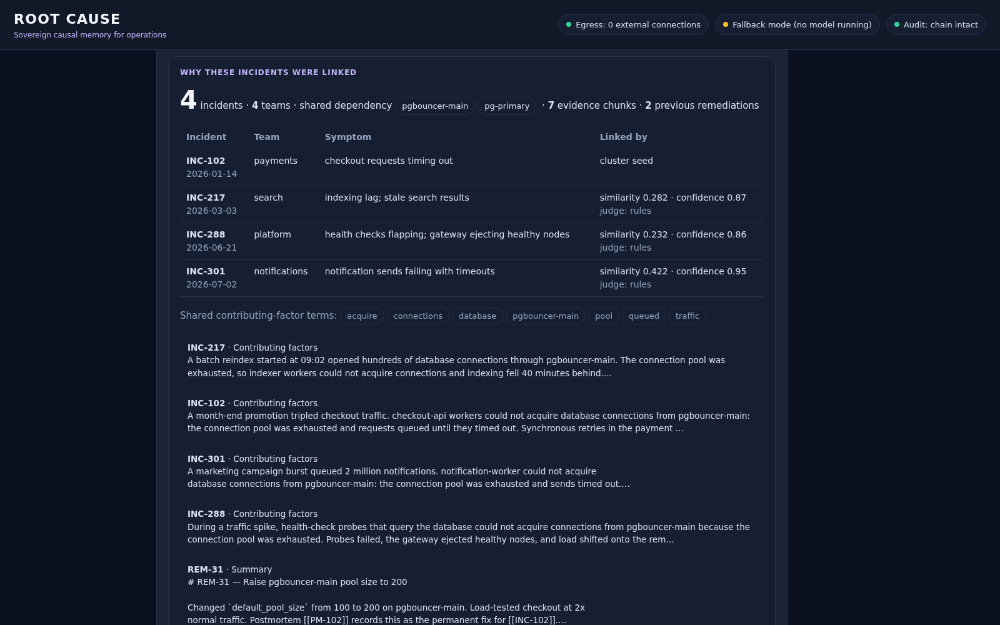 ROOT CAUSE
Sovereign causal memory for operations
Egress: 0 external connections
Fallback mode (no model running)
Audit: chain intact
WHY THESE INCIDENTS WERE LINKED
4 incidents · 4 teams · shared dependency pgbouncer-main pg-primary · 7 evidence chunks · 2 previous remediations
Incident Team Symptom Linked by
INC-102 payments checkout requests timing out cluster seed
2026-01-14
INC-217 search indexing lag; stale search results similarity 0.282 · confidence 0.87
2026-03-03 judge: rules
INC-288 platform health checks flapping; gateway ejecting healthy nodes similarity 0.232 · confidence 0.86
2026-06-21 judge: rules
INC-301 notifications notification sends failing with timeouts similarity 0.422 · confidence 0.95
2026-07-02 judge: rules
Shared contributing-factor terms: acquire connections database pgbouncer-main pool queued traffic
INC-217 · Contributing factors
A batch reindex started at 09:02 opened hundreds of database connections through pgbouncer-main. The connection pool was
exhausted, so indexer workers could not acquire connections and indexing fell 40 minutes behind.…
INC-102 · Contributing factors
A month-end promotion tripled checkout traffic. checkout-api workers could not acquire database connections from pgbouncer-main:
the connection pool was exhausted and requests queued until they timed out. Synchronous retries in the payment …
INC-301 · Contributing factors
A marketing campaign burst queued 2 million notifications. notification-worker could not acquire
database connections from pgbouncer-main: the connection pool was exhausted and sends timed out.…
INC-288 · Contributing factors
During a traffic spike, health-check probes that query the database could not acquire connections from pgbouncer-main because the
connection pool was exhausted. Probes failed, the gateway ejected healthy nodes, and load shifted onto the rem…
REM-31 · Summary
# REM-31 — Raise pgbouncer-main pool size to 200
Changed `default_pool_size` from 100 to 200 on pgbouncer-main. Load-tested checkout at 2x
normal traffic. Postmortem [[PM-102]] records this as the permanent fix for [[INC-102]].…